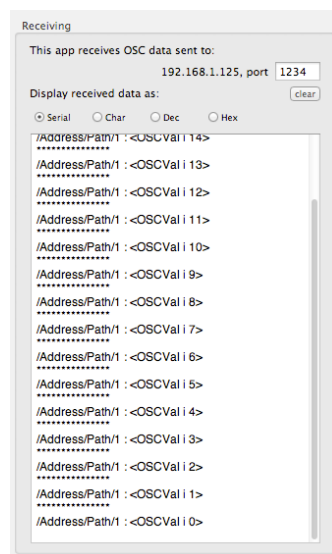 Receiving
This app receives OSC data sent to:
192.168.1.125, port 1234
Display received data as: clear
Serial Char Dec Hex
/Address/Path/1 : <OSCVal i 14>
***************
/Address/Path/1 : <OSCVal i 13>
***************
/Address/Path/1 : <OSCVal i 12>
***************
/Address/Path/1 : <OSCVal i 11>
***************
/Address/Path/1 : <OSCVal i 10>
***************
/Address/Path/1 : <OSCVal i 9>
***************
/Address/Path/1 : <OSCVal i 8>
***************
/Address/Path/1 : <OSCVal i 7>
***************
/Address/Path/1 : <OSCVal i 6>
***************
/Address/Path/1 : <OSCVal i 5>
***************
/Address/Path/1 : <OSCVal i 4>
***************
/Address/Path/1 : <OSCVal i 3>
***************
/Address/Path/1 : <OSCVal i 2>
***************
/Address/Path/1 : <OSCVal i 1>
***************
/Address/Path/1 : <OSCVal i 0>